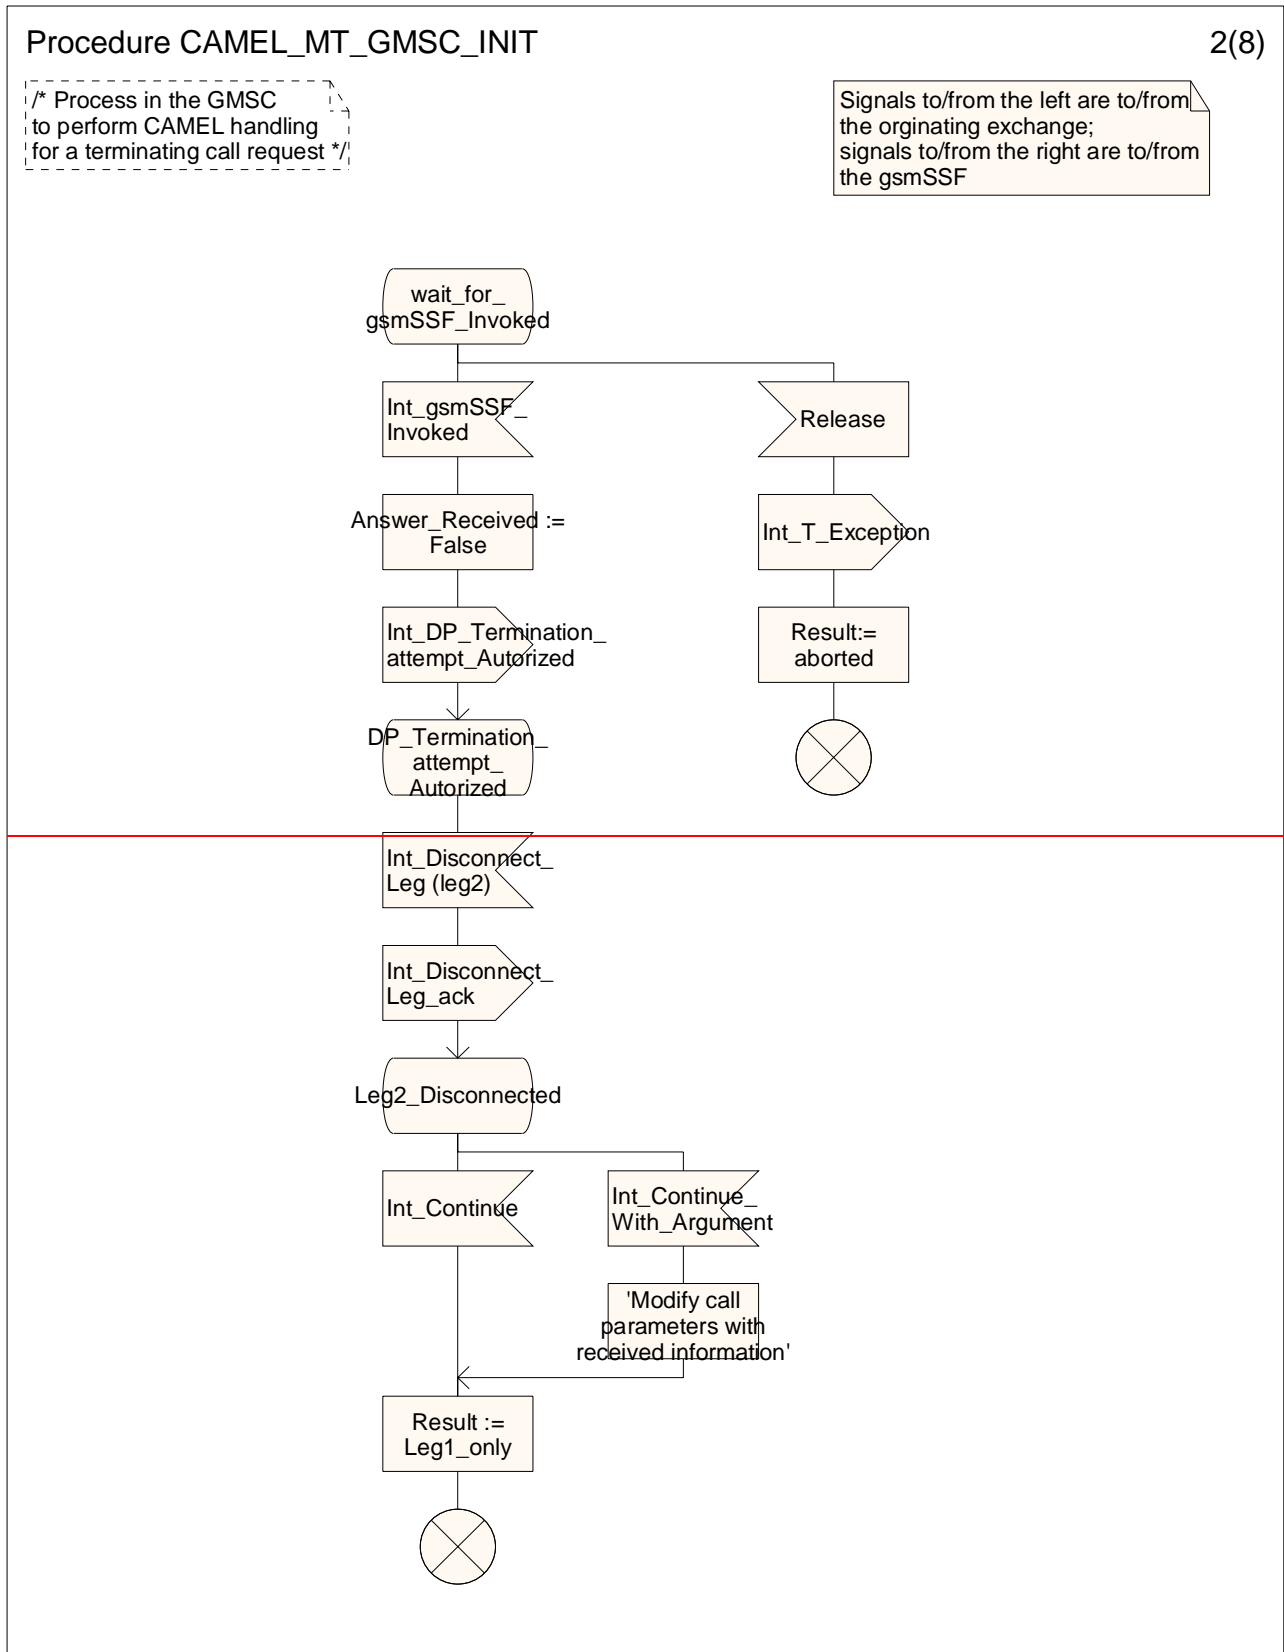 Procedure CAMEL_MT_GMSC_INIT
2(8)
/* Process in the GMSC
to perform CAMEL handling
for a terminating call request */
Signals to/from the left are to/from
the orginating exchange;
signals to/from the right are to/from
the gsmSSF
wait_for_
gsmSSF_Invoked
Int_gsmSSF_
Invoked
Release
Answer_Received :=
False
Int_T_Exception
Int_DP_Termination_
attempt_Autorized
Result:=
aborted
DP_Termination_
attempt_
Autorized
Int_Disconnect_
Leg (leg2)
Int_Disconnect_
Leg_ack
Leg2_Disconnected
Int_Continue
Int_Continue_
With_Argument
'Modify call
parameters with
received information'
Result :=
Leg1_only